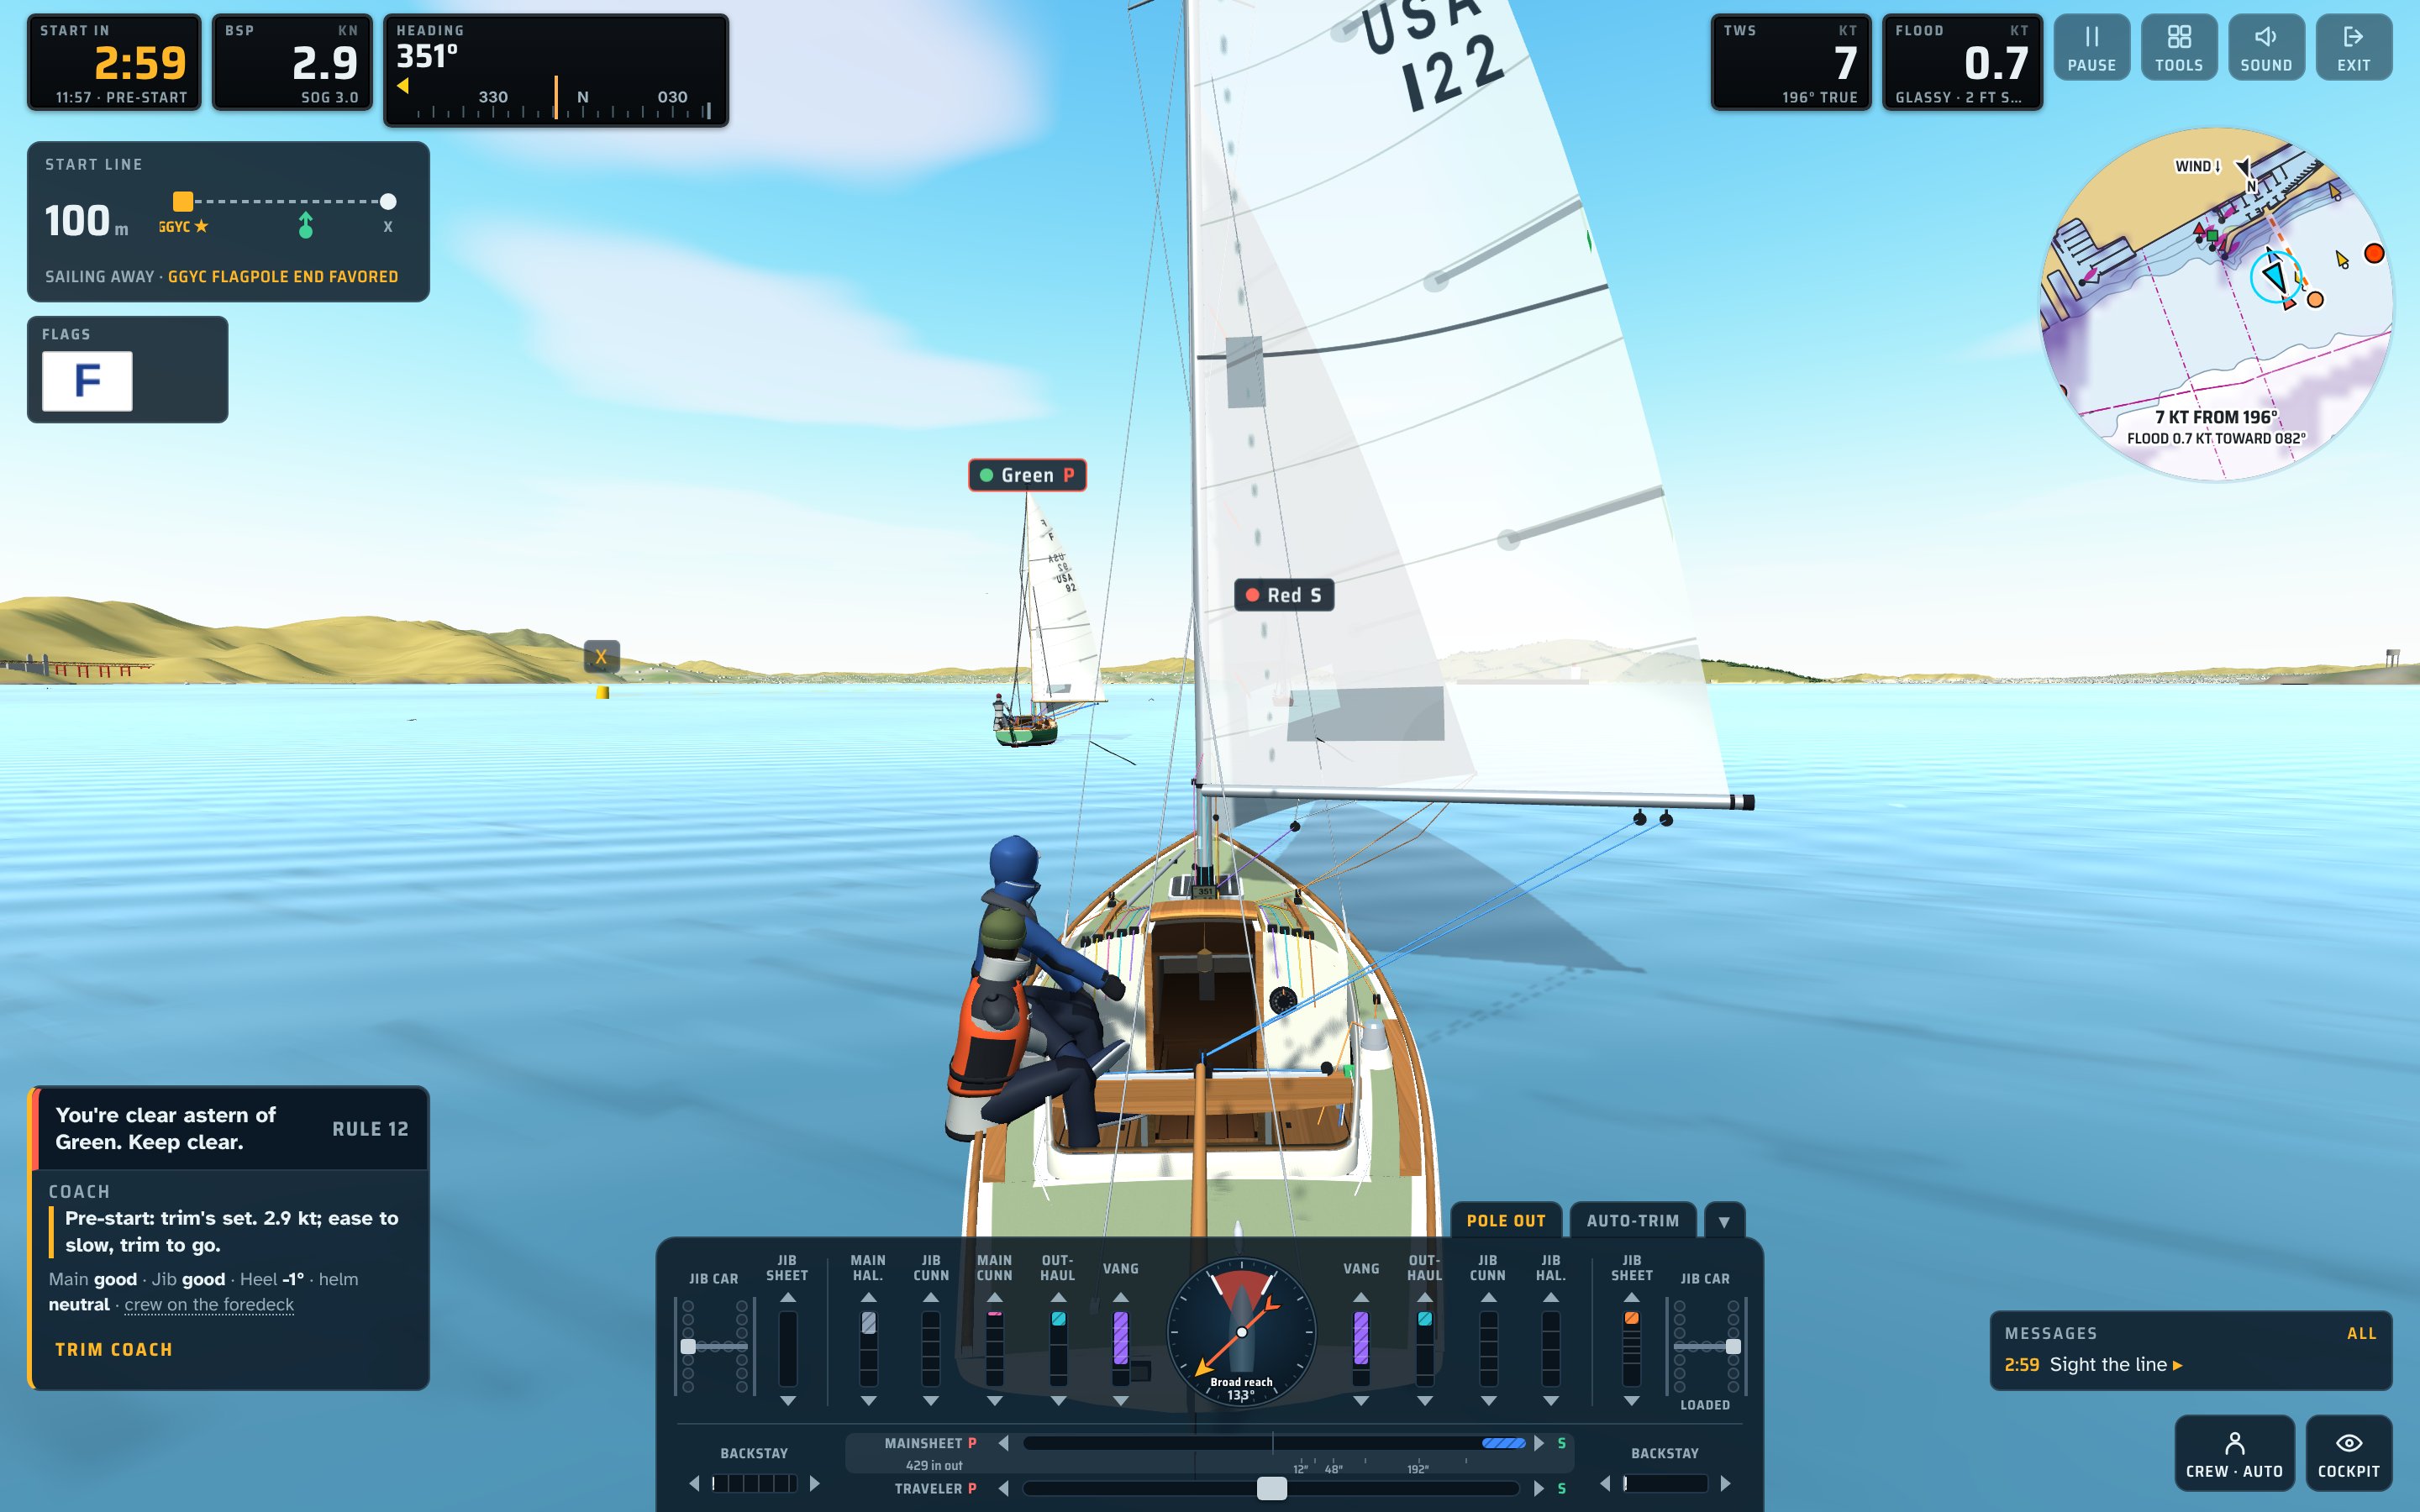 START IN
2:59
11:57 · PRE-START
BSP KN
2.9
SOG 3.0
HEADING
351°
330 N 030
TWS KT
7
196° TRUE
FLOOD KT
0.7
GLASSY · 2 FT S...
PAUSE
TOOLS
SOUND
EXIT
START LINE
100 m
GGYC ★
X
SAILING AWAY · GGYC FLAGPOLE END FAVORED
FLAGS
F
WIND ↓
N
7 KT FROM 196°
FLOOD 0.7 KT TOWARD 082°
USA
122
Green P
USA
92
Red S
X
351
You're clear astern of
Green. Keep clear.
RULE 12
COACH
Pre-start: trim's set. 2.9 kt; ease to
slow, trim to go.
Main good · Jib good · Heel -1° · helm
neutral · crew on the foredeck
TRIM COACH
POLE OUT
AUTO-TRIM
▼
JIB CAR
JIB SHEET
MAIN HAL.
JIB CUNN
MAIN CUNN
OUT-HAUL
VANG
Broad reach
133°
VANG
OUT-HAUL
JIB CUNN
JIB HAL.
JIB SHEET
JIB CAR
LOADED
BACKSTAY
MAINSHEET P
S
429 in out
12" 48" 192"
TRAVELER P
S
BACKSTAY
MESSAGES ALL
2:59 Sight the line ▸
CREW · AUTO
COCKPIT